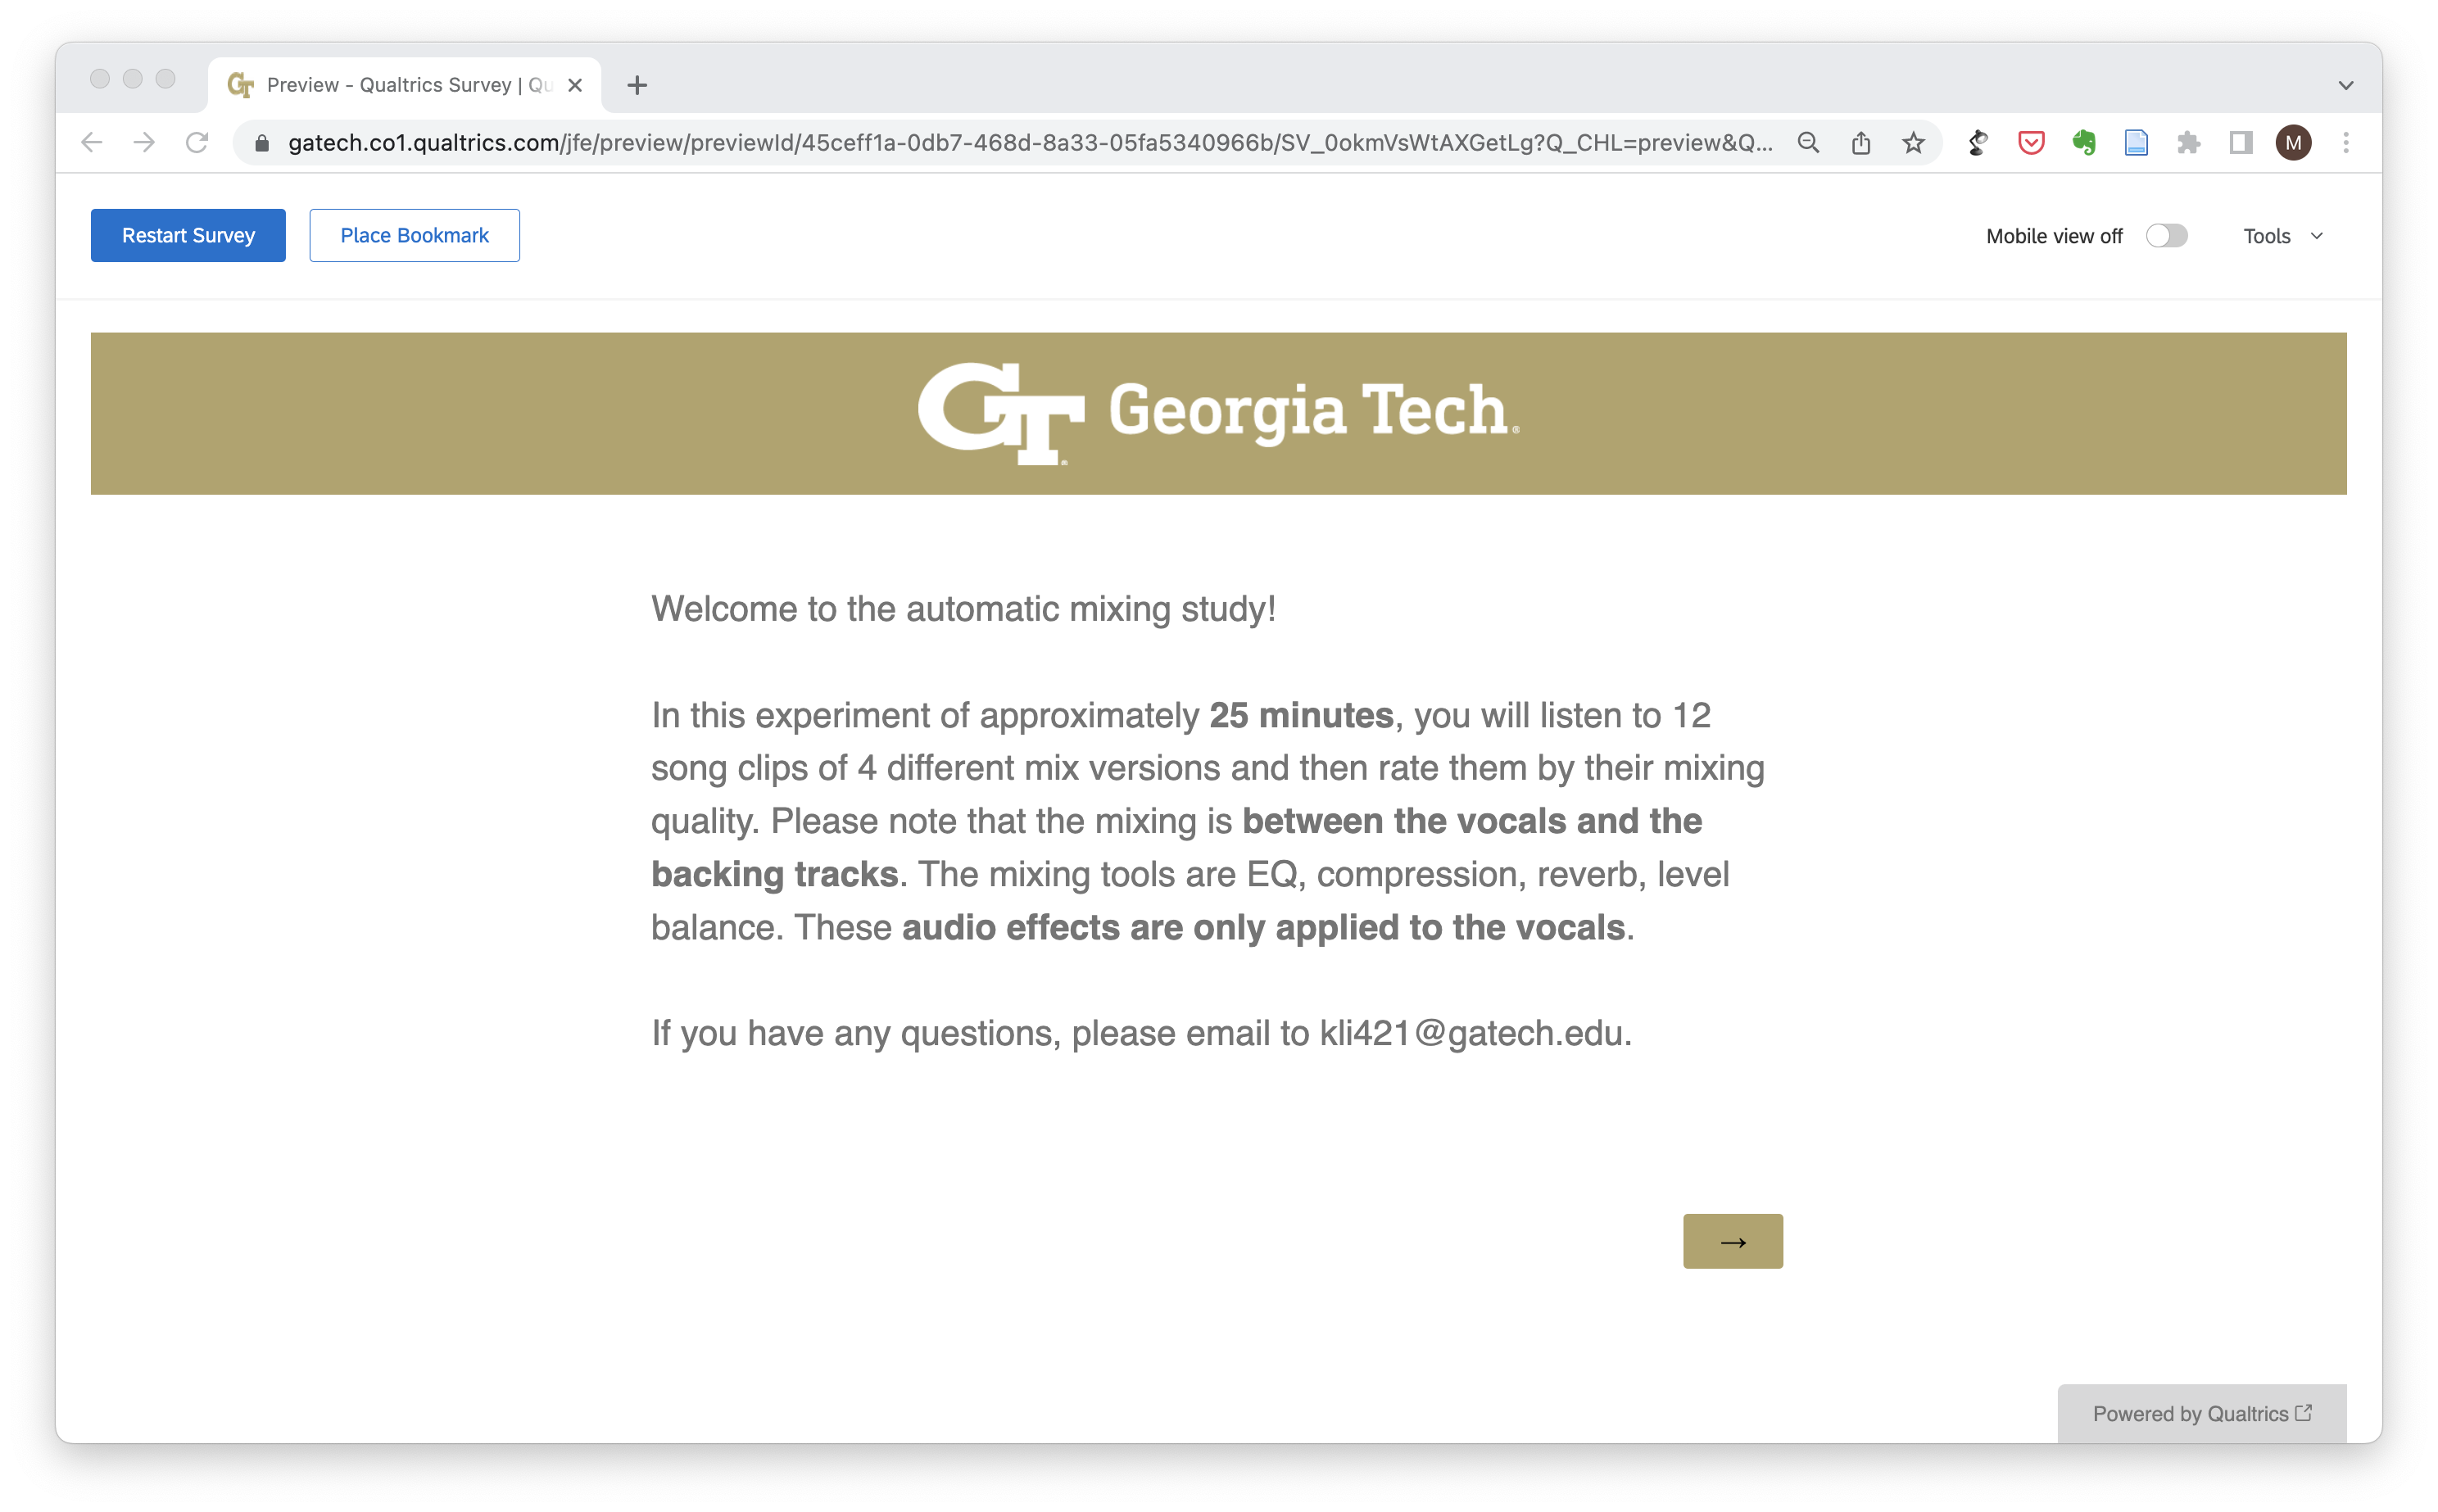 Preview - Qualtrics Survey | Qu
gatech.co1.qualtrics.com/jfe/preview/previewId/45ceff1a-0db7-468d-8a33-05fa5340966b/SV_0okmVsWtAXGetLg?Q_CHL=preview&Q...
M
Restart Survey
Place Bookmark
Mobile view off
Tools
GT Georgia Tech®
Welcome to the automatic mixing study!
In this experiment of approximately 25 minutes, you will listen to 12
song clips of 4 different mix versions and then rate them by their mixing
quality. Please note that the mixing is between the vocals and the
backing tracks. The mixing tools are EQ, compression, reverb, level
balance. These audio effects are only applied to the vocals.
If you have any questions, please email to kli421@gatech.edu.
→
Powered by Qualtrics